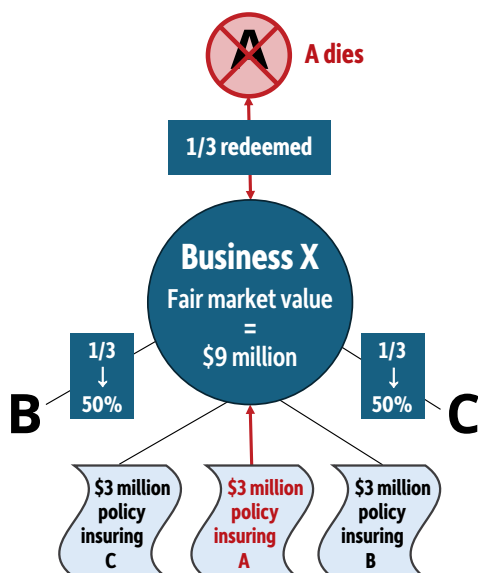 A
A dies
1/3 redeemed
Business X
Fair market value
=
$9 million
1/3
↓
50%
B
1/3
↓
50%
C
$3 million
policy
insuring
C
$3 million
policy
insuring
A
$3 million
policy
insuring
B